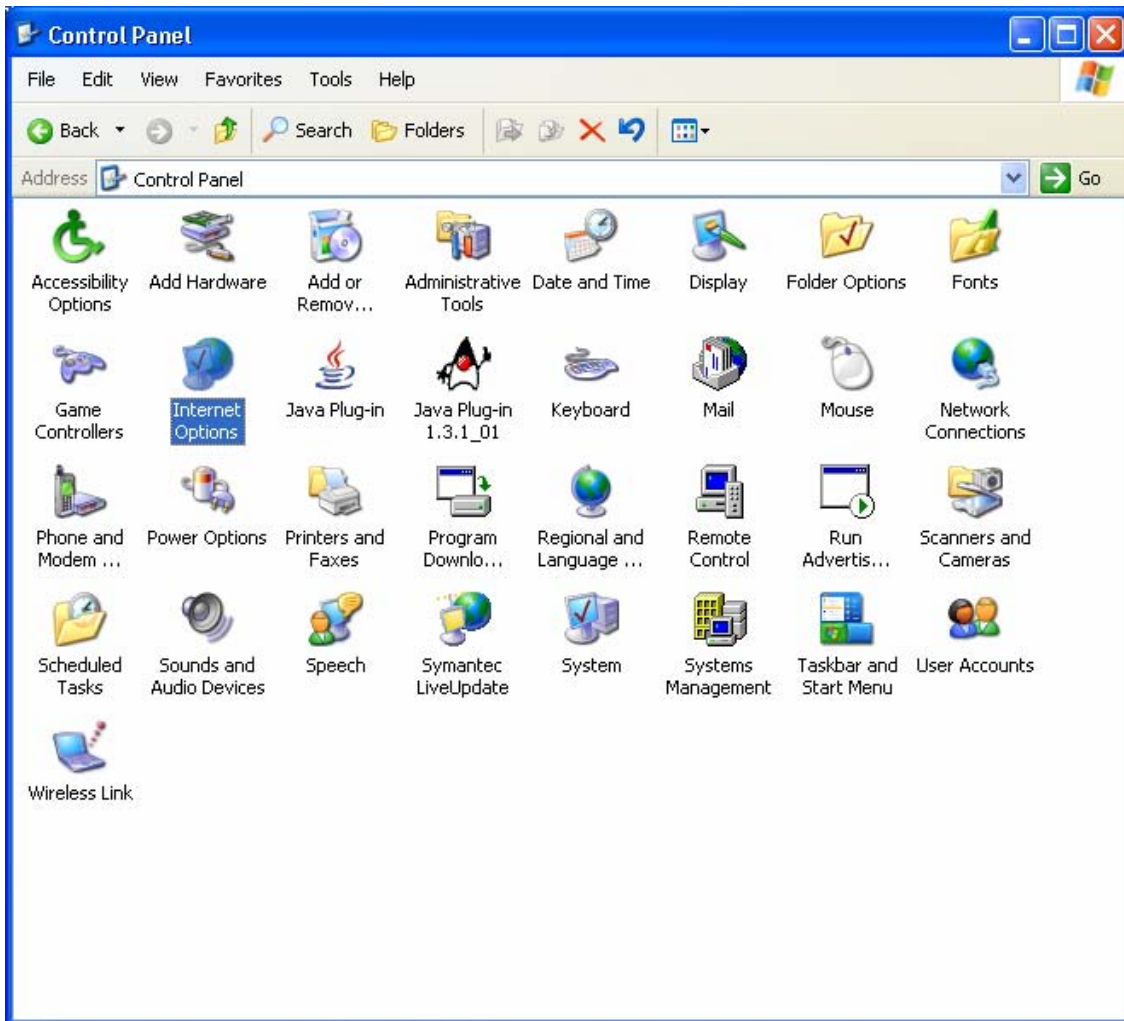 Control Panel
File Edit View Favorites Tools Help
Back Search Folders
Address Control Panel Go
Accessibility Options
Add Hardware
Add or Remov...
Administrative Tools
Date and Time
Display
Folder Options
Fonts
Game Controllers
Internet Options
Java Plug-in
Java Plug-in 1.3.1_01
Keyboard
Mail
Mouse
Network Connections
Phone and Modem ...
Power Options
Printers and Faxes
Program Downlo...
Regional and Language ...
Remote Control
Run Advertis...
Scanners and Cameras
Scheduled Tasks
Sounds and Audio Devices
Speech
Symantec LiveUpdate
System
Systems Management
Taskbar and Start Menu
User Accounts
Wireless Link